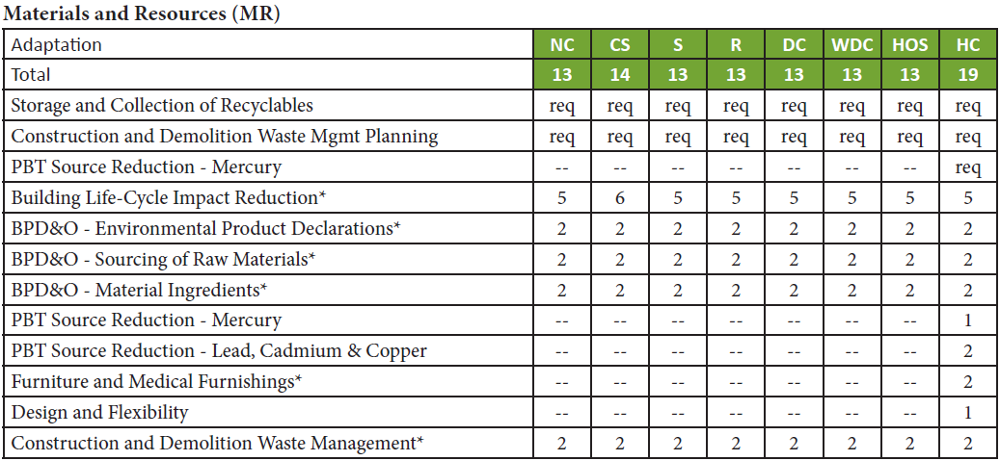 Materials and Resources (MR)
Adaptation NC CS S R DC WDC HOS HC
Total 13 14 13 13 13 13 13 19
Storage and Collection of Recyclables req req req req req req req req
Construction and Demolition Waste Mgmt Planning req req req req req req req req
PBT Source Reduction - Mercury -- -- -- -- -- -- -- req
Building Life-Cycle Impact Reduction* 5 6 5 5 5 5 5 5
BPD&O - Environmental Product Declarations* 2 2 2 2 2 2 2 2
BPD&O - Sourcing of Raw Materials* 2 2 2 2 2 2 2 2
BPD&O - Material Ingredients* 2 2 2 2 2 2 2 2
PBT Source Reduction - Mercury -- -- -- -- -- -- -- 1
PBT Source Reduction - Lead, Cadmium & Copper -- -- -- -- -- -- -- 2
Furniture and Medical Furnishings* -- -- -- -- -- -- -- 2
Design and Flexibility -- -- -- -- -- -- -- 1
Construction and Demolition Waste Management* 2 2 2 2 2 2 2 2